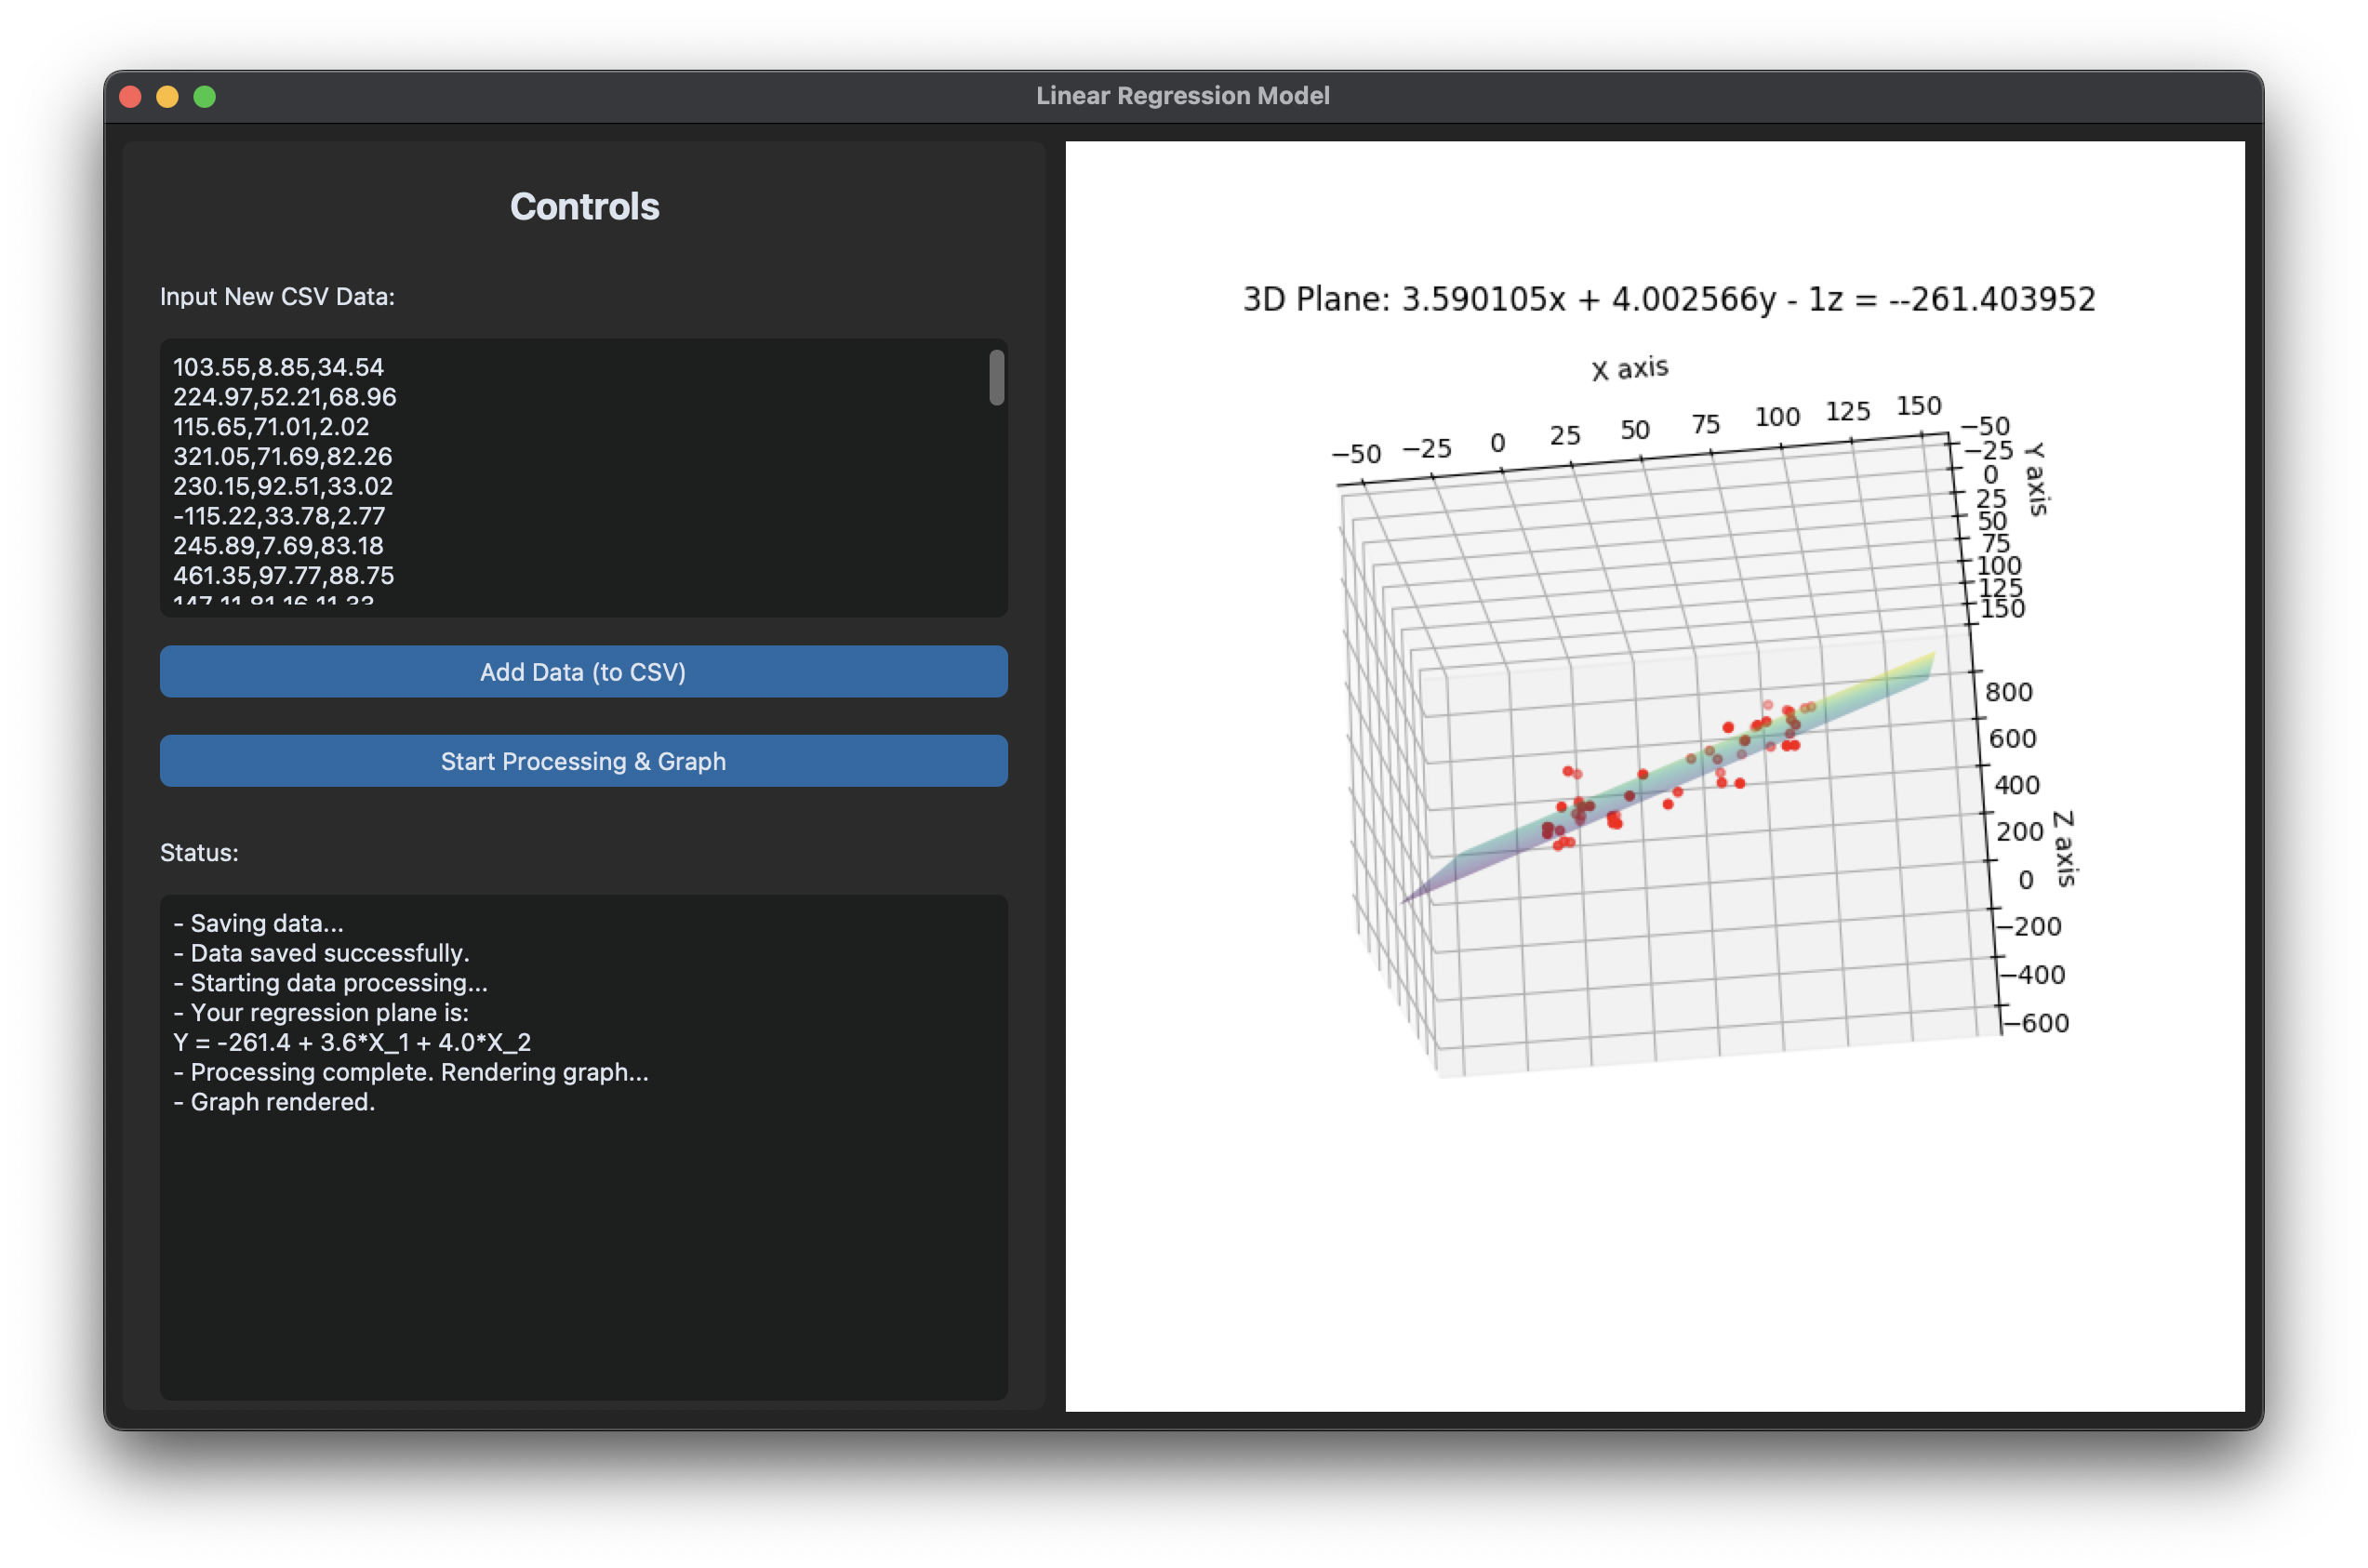 Linear Regression Model
Controls
Input New CSV Data:
103.55,8.85,34.54
224.97,52.21,68.96
115.65,71.01,2.02
321.05,71.69,82.26
230.15,92.51,33.02
-115.22,33.78,2.77
245.89,7.69,83.18
461.35,97.77,88.75
147.11,81.16,11.33
Add Data (to CSV)
Start Processing & Graph
Status:
- Saving data...
- Data saved successfully.
- Starting data processing...
- Your regression plane is:
Y = -261.4 + 3.6*X_1 + 4.0*X_2
- Processing complete. Rendering graph...
- Graph rendered.
3D Plane: 3.590105x + 4.002566y - 1z = --261.403952
X axis
−50 −25 0 25 50 75 100 125 150
Y axis
−50
−25
0
25
50
75
100
125
150
Z axis
800
600
400
200
0
−200
−400
−600